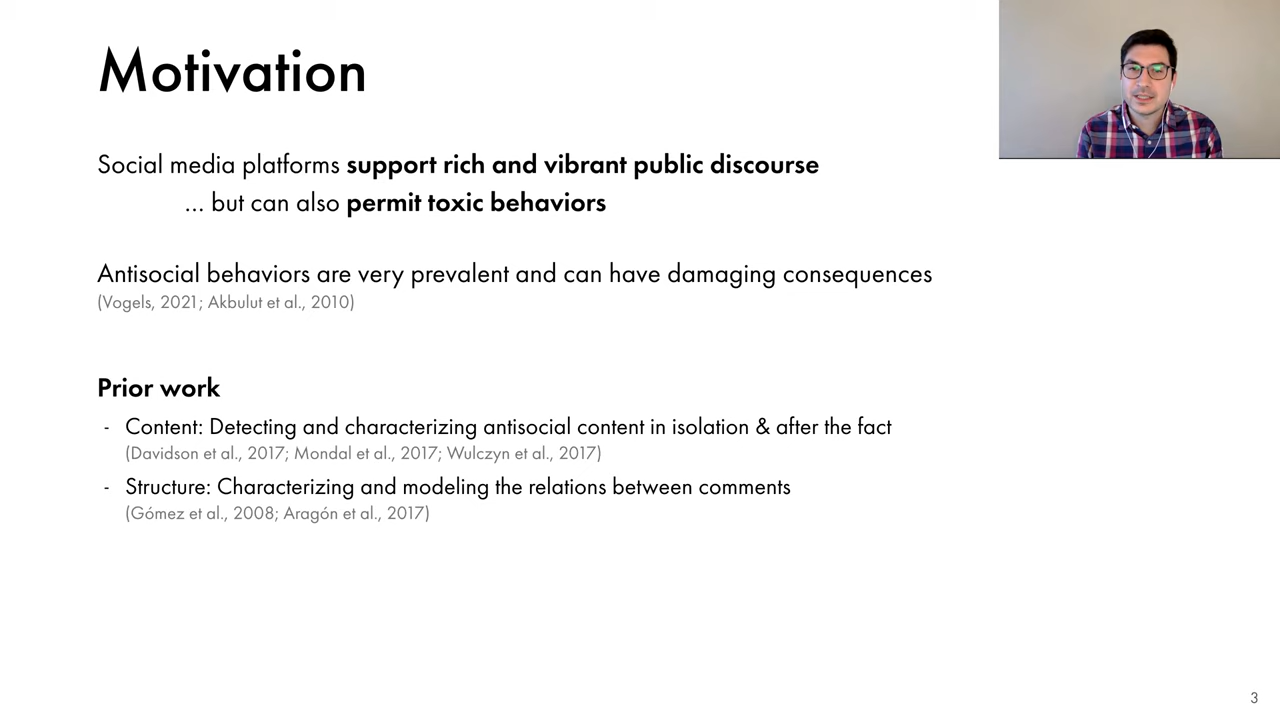 Motivation
Social media platforms support rich and vibrant public discourse
... but can also permit toxic behaviors
Antisocial behaviors are very prevalent and can have damaging consequences
(Vogels, 2021; Akbulut et al., 2010)
Prior work
- Content: Detecting and characterizing antisocial content in isolation & after the fact
(Davidson et al., 2017; Mondal et al., 2017; Wulczyn et al., 2017)
- Structure: Characterizing and modeling the relations between comments
(Gómez et al., 2008; Aragón et al., 2017)
3